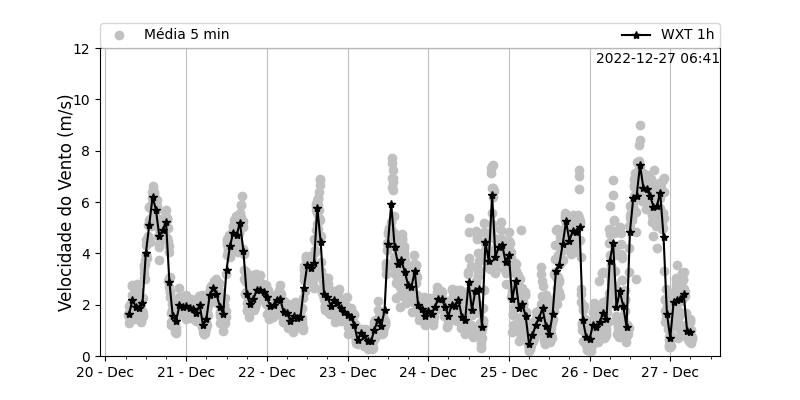 Média 5 min
WXT 1h
2022-12-27 06:41
Velocidade do Vento (m/s)
12
10
8
6
4
2
0
20 - Dec
21 - Dec
22 - Dec
23 - Dec
24 - Dec
25 - Dec
26 - Dec
27 - Dec